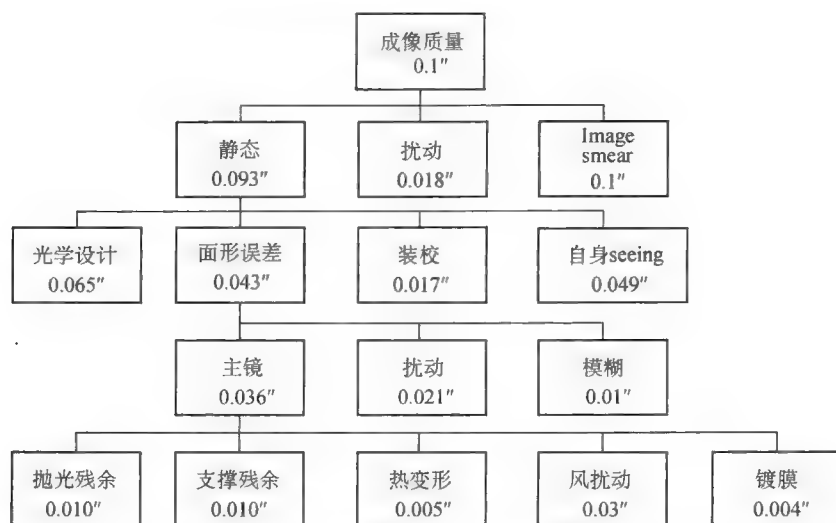 成像质量
0.1″
静态
0.093″
扰动
0.018″
Image
smear
0.1″
光学设计
0.065″
面形误差
0.043″
装校
0.017″
自身seeing
0.049″
主镜
0.036″
扰动
0.021″
模糊
0.01″
抛光残余
0.010″
支撑残余
0.010″
热变形
0.005″
风扰动
0.03″
镀膜
0.004″